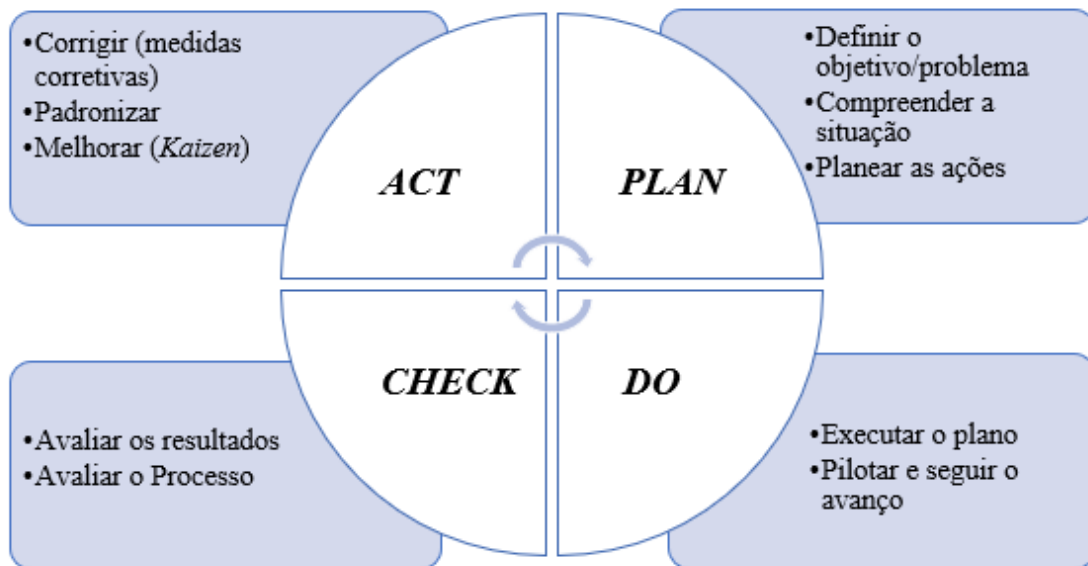 •Corrigir (medidas
corretivas)
•Padronizar
•Melhorar (Kaizen)
ACT
PLAN
•Definir o
objetivo/problema
•Compreender a
situação
•Planear as ações
•Avaliar os resultados
•Avaliar o Processo
CHECK
DO
•Executar o plano
•Pilotar e seguir o
avanço